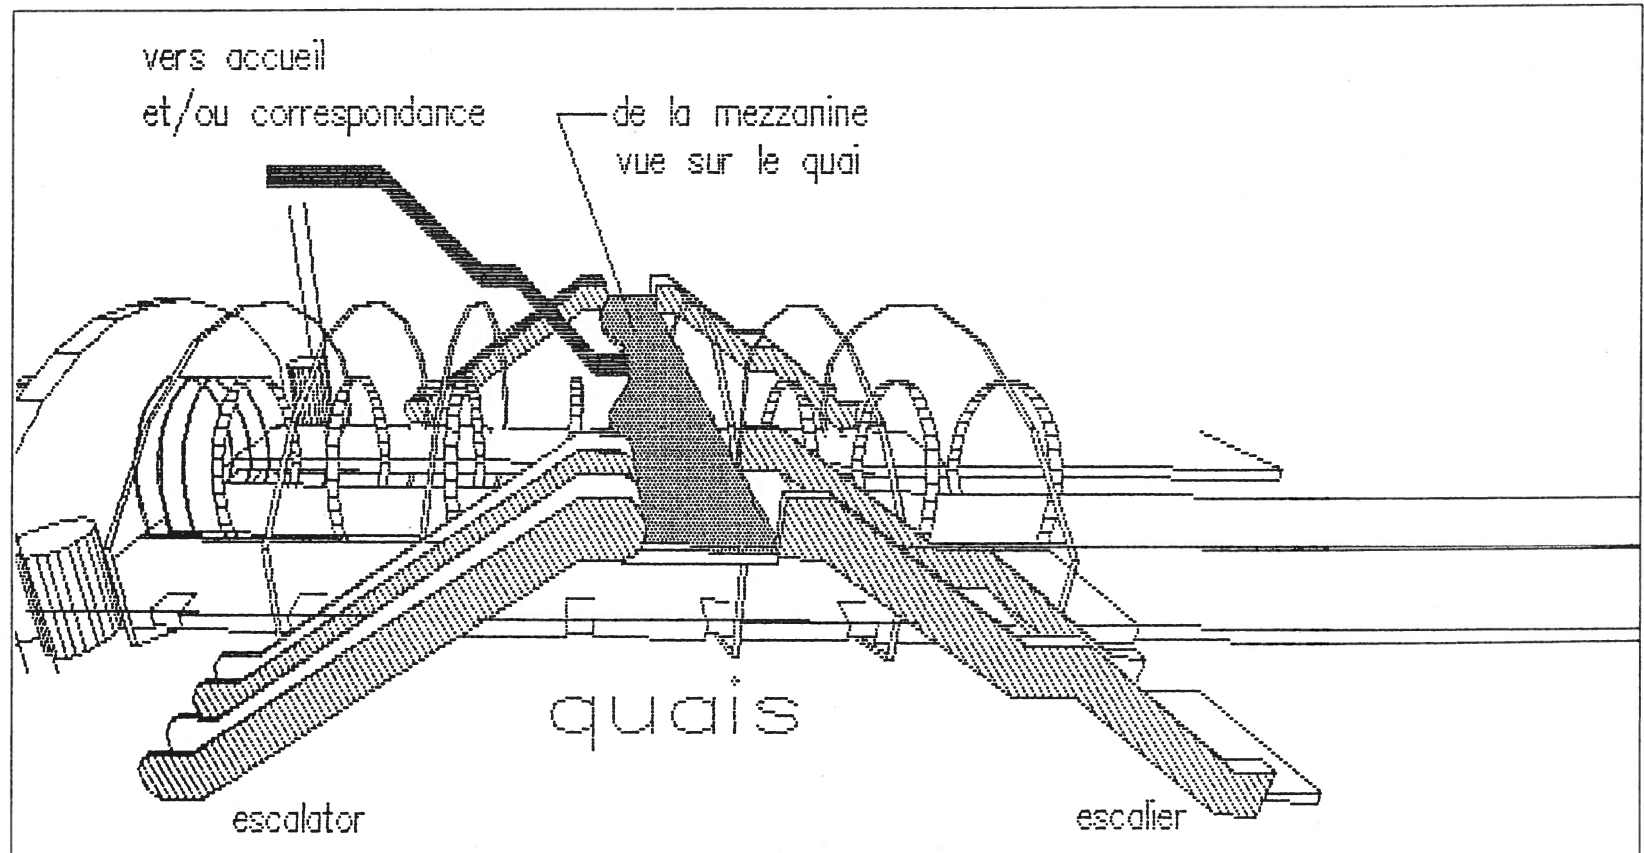 vers accueil
et/ou correspondance
de la mezzanine
vue sur le quai
quais
escalator
escalier